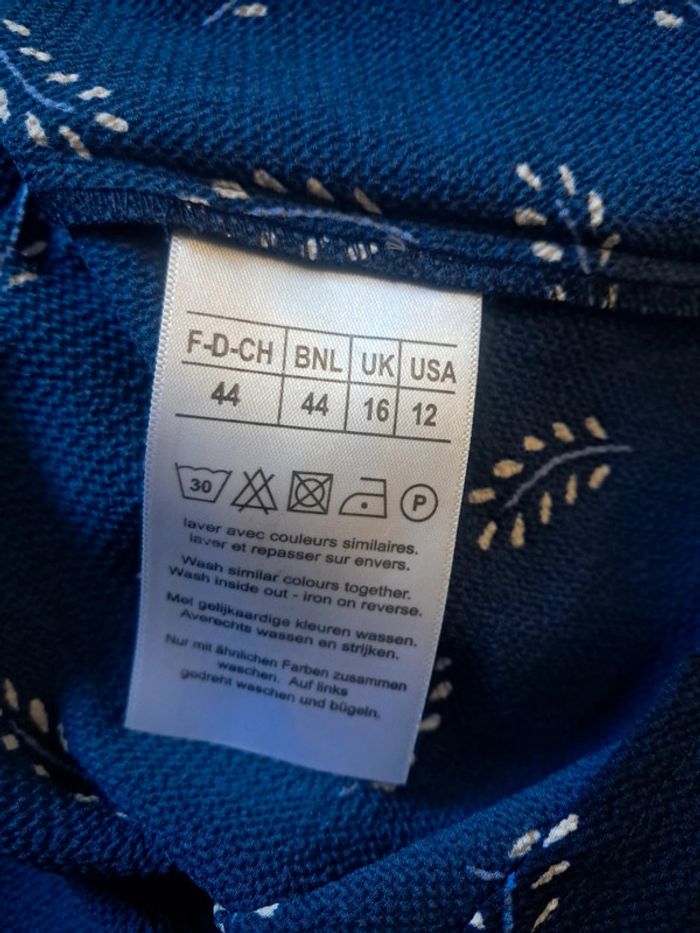 F-D-CH BNL UK USA
44 44 16 12
30 P
laver avec couleurs similaires.
laver et repasser sur envers.
Wash similar colours together.
Wash inside out - iron on reverse.
Met gelijkaardige kleuren wassen.
Averechts wassen en strijken.
Nur mit ähnlichen Farben zusammen
waschen. Auf links
gedreht waschen und bügeln.